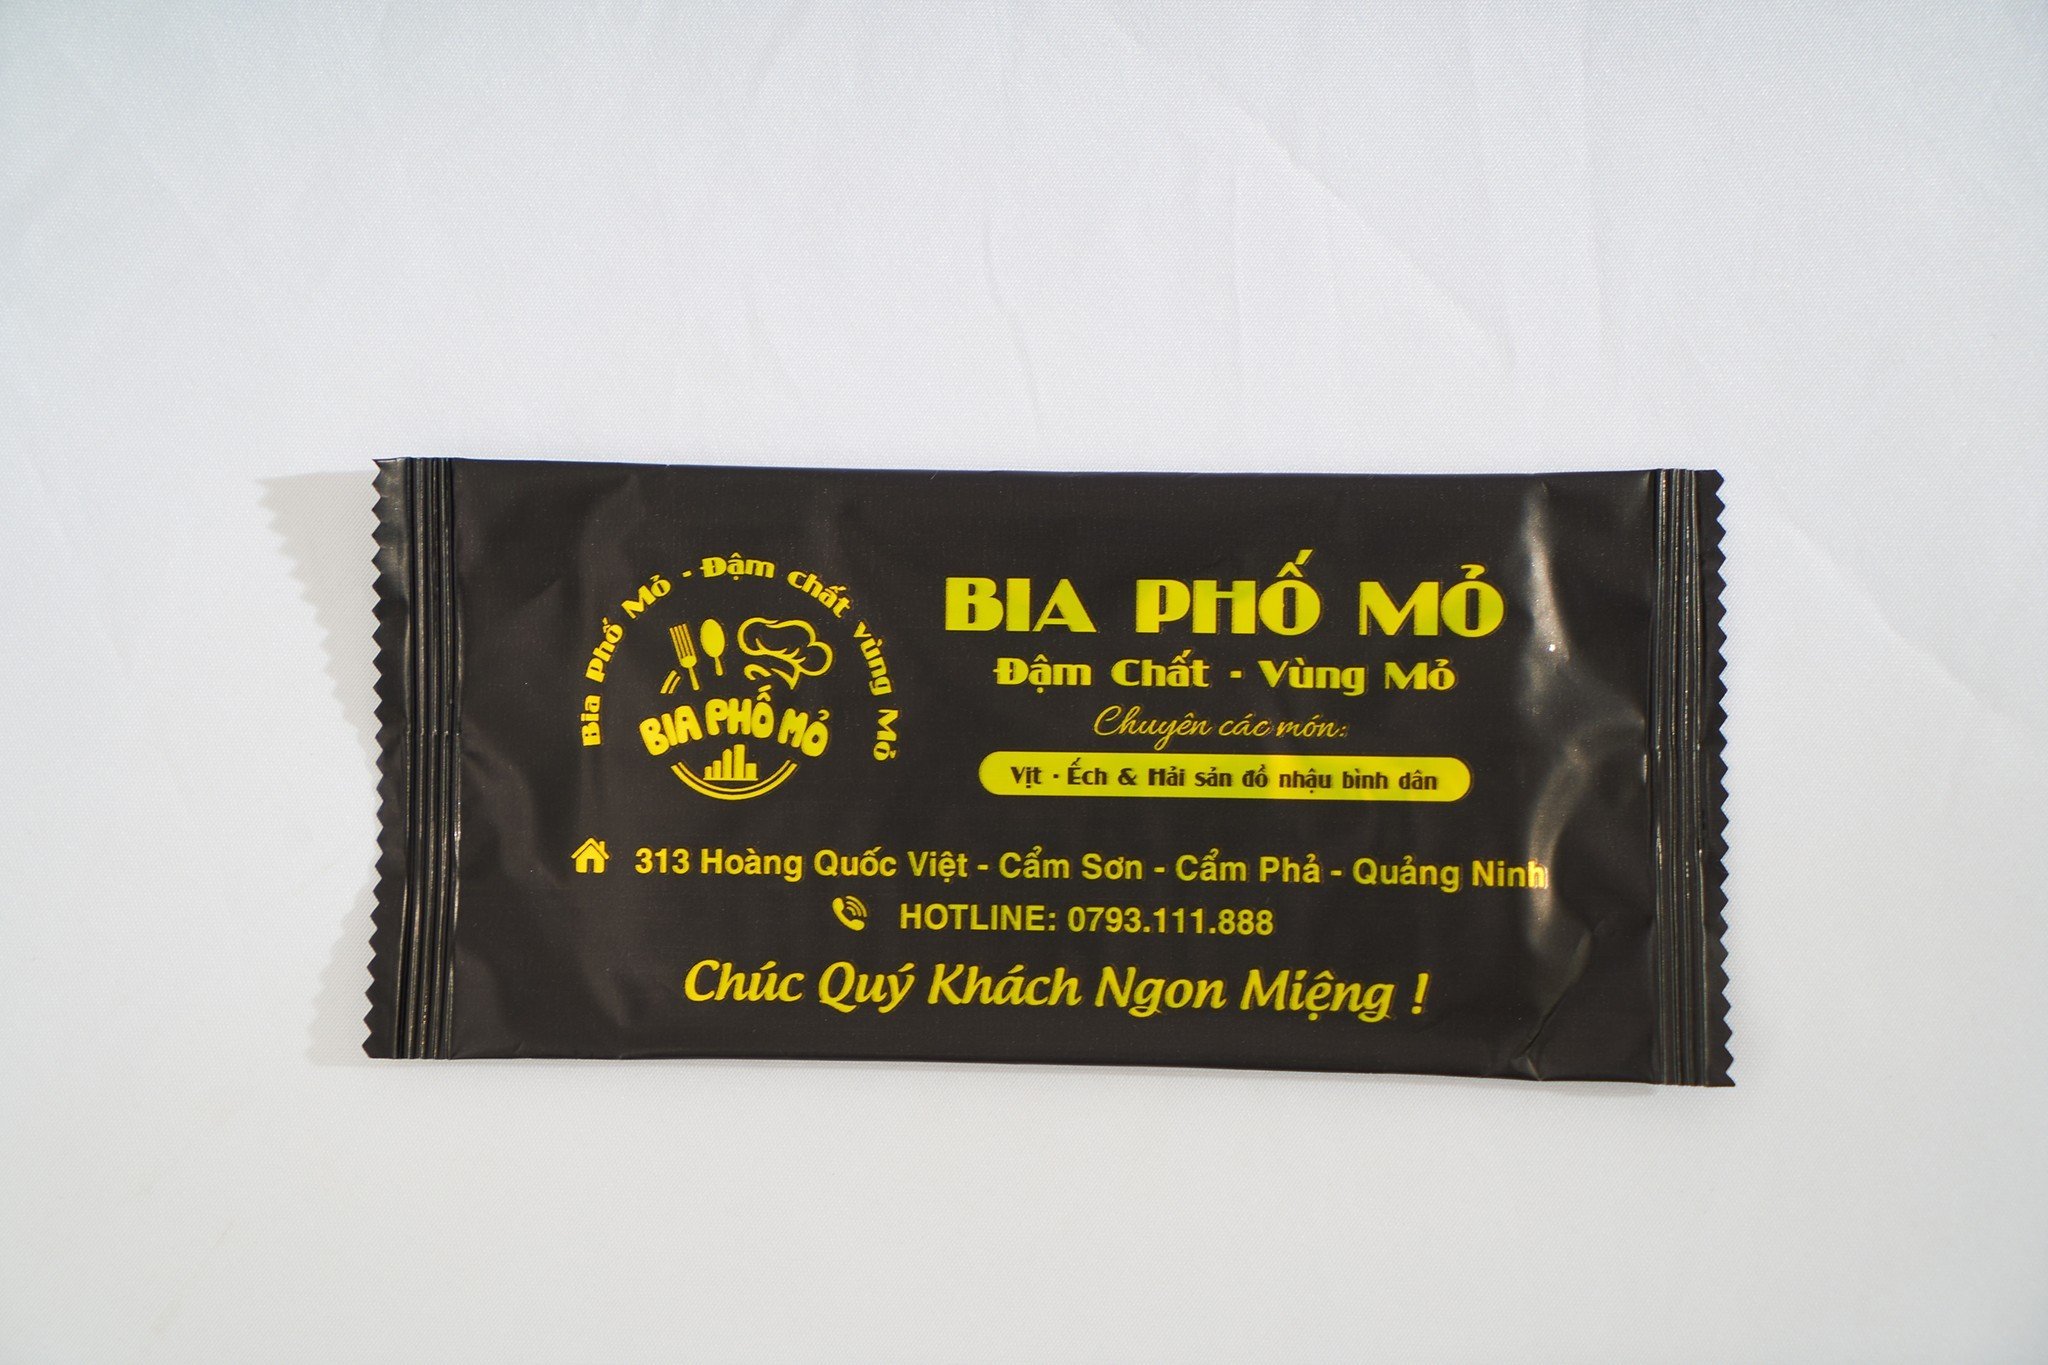 Bia Phố Mỏ - Đậm chất vùng Mỏ
BIA PHỐ MỎ
BIA PHỐ MỎ
Đậm Chất - Vùng Mỏ
Chuyên các món:
Vịt - Ếch & Hải sản đồ nhậu bình dân
313 Hoàng Quốc Việt - Cẩm Sơn - Cẩm Phả - Quảng Ninh
HOTLINE: 0793.111.888
Chúc Quý Khách Ngon Miệng !